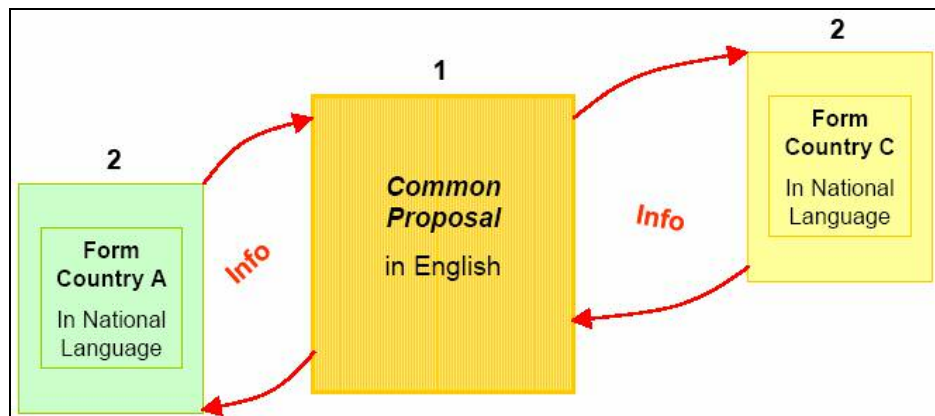 2
1
2
Form
Country C
In National
Language
Common
Proposal
in English
Info
Info
Form
Country A
In National
Language